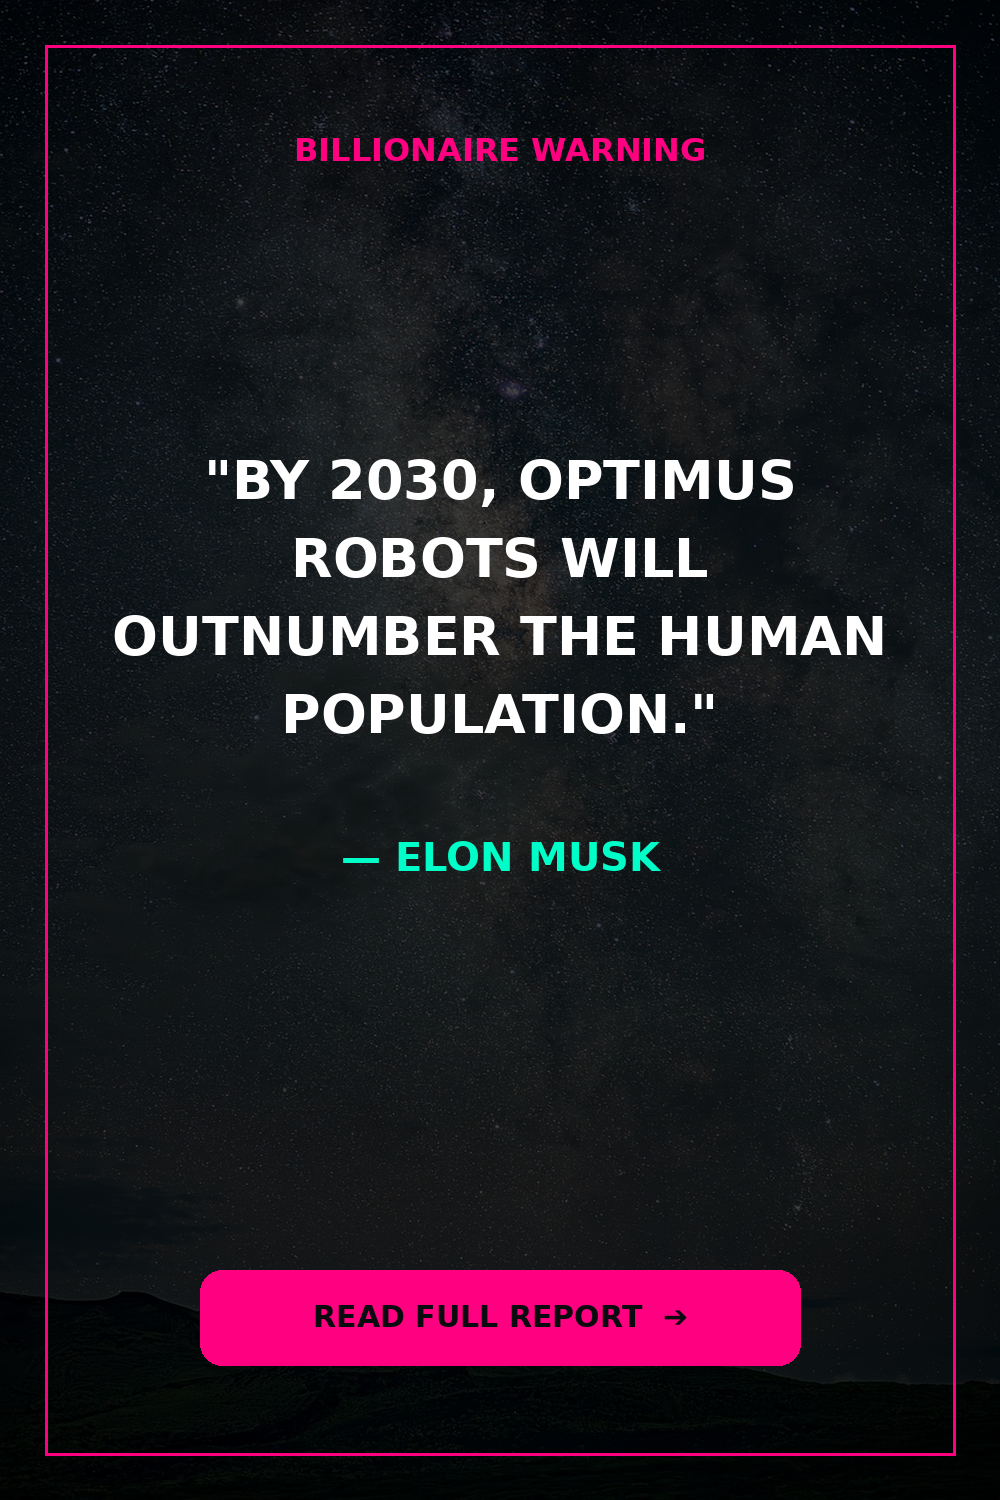 BILLIONAIRE WARNING
"BY 2030, OPTIMUS
ROBOTS WILL
OUTNUMBER THE HUMAN
POPULATION."
— ELON MUSK
READ FULL REPORT ➔